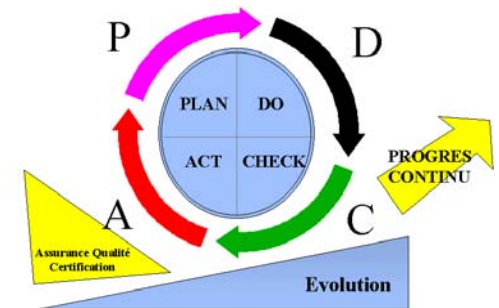 P
D
PLAN
DO
ACT
CHECK
PROGRES
CONTINU
A
C
Assurance Qualité
Certification
Evolution